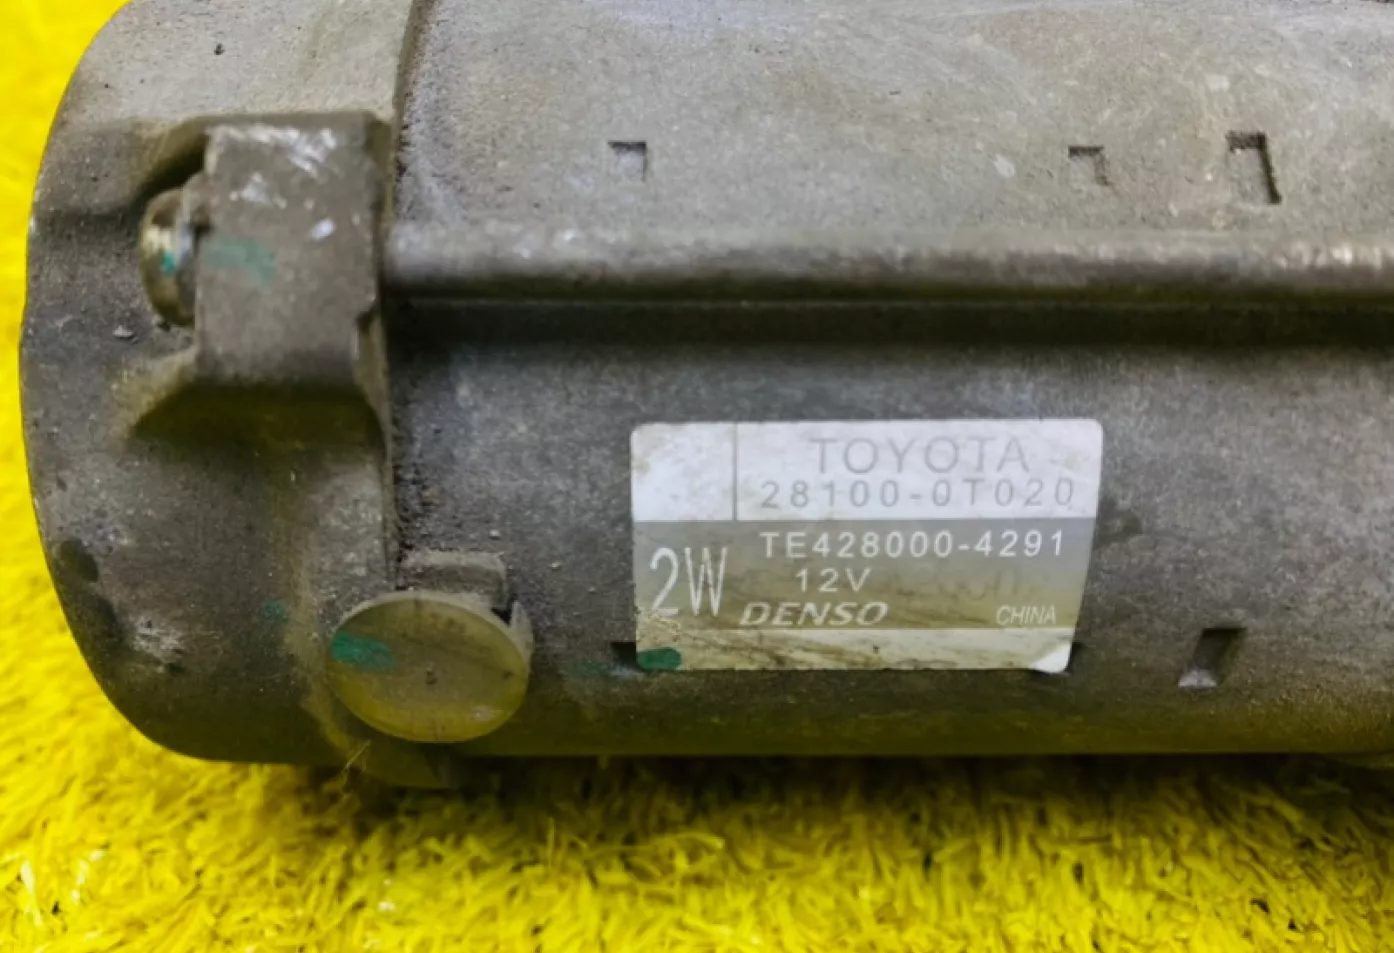 TOYOTA
28100-0T020
TE428000-4291
2W
12V
DENSO
CHINA